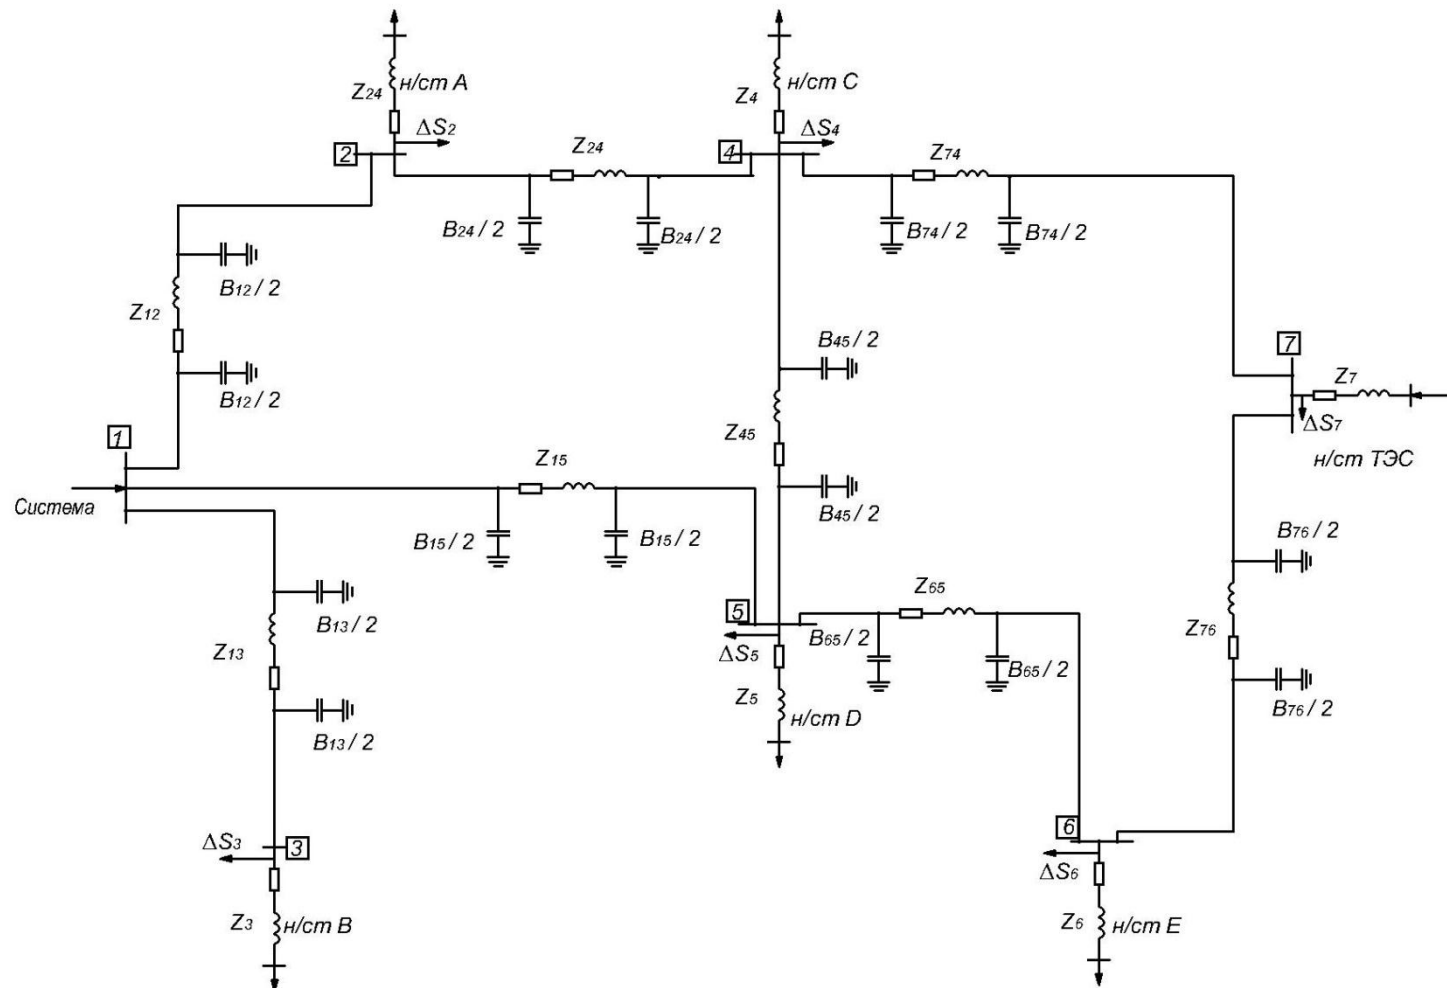 н/ст A
Z24
ΔS2
2
н/ст C
Z4
ΔS4
4
Z24
Z74
B24 / 2
B24 / 2
B74 / 2
B74 / 2
B12 / 2
Z12
B12 / 2
B45 / 2
7
Z7
ΔS7
н/ст ТЭС
Z45
B45 / 2
1
Система
Z15
B15 / 2
B15 / 2
B76 / 2
Z76
B76 / 2
B13 / 2
Z13
B13 / 2
5
ΔS5
Z65
B65 / 2
B65 / 2
Z5
н/ст D
ΔS3
3
Z3
н/ст B
6
ΔS6
Z6
н/ст E